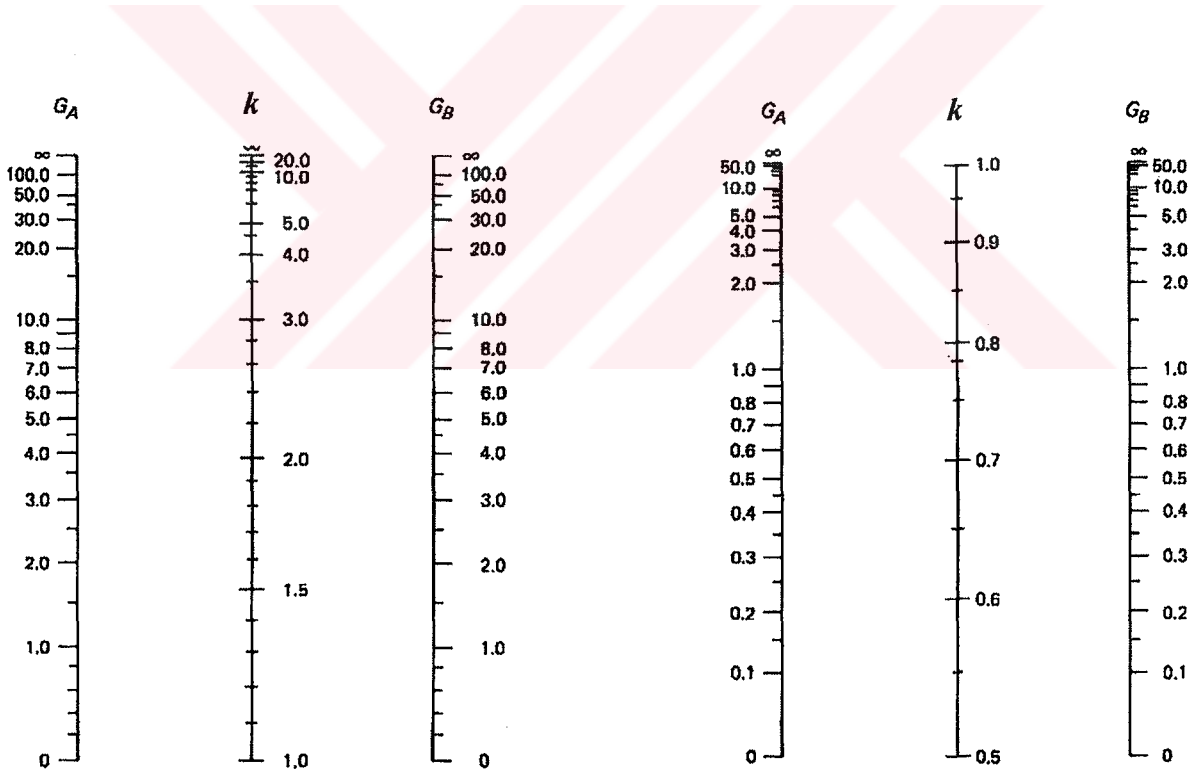 G_A k G_B G_A k G_B
∞ ∞ 20.0 ∞ ∞ 1.0 ∞
100.0 10.0 100.0 50.0 50.0
50.0 50.0 10.0 10.0
30.0 5.0 30.0 5.0 5.0
20.0 4.0 20.0 4.0 0.9
3.0 3.0
2.0 2.0
10.0 3.0 10.0 0.8
8.0 8.0
7.0 7.0 1.0 1.0
6.0 6.0 0.8 0.8
5.0 5.0 0.7 0.7
4.0 2.0 4.0 0.6 0.7 0.6
3.0 3.0 0.5 0.5
0.4 0.4
2.0 2.0 0.3 0.3
1.5 0.2 0.6 0.2
1.0 1.0 0.1 0.1
0 1.0 0 0 0.5 0